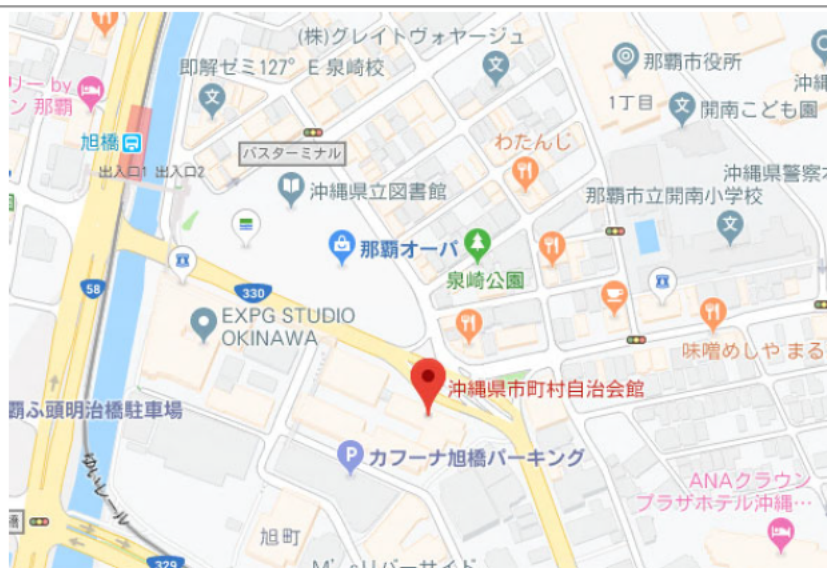 (株)グレイトヴォヤージュ
那覇市役所
沖縄
即解ゼミ127° E 泉崎校
リー by
ン 那覇
1丁目
開南こども園
旭橋
わたんじ
バスターミナル
出入口1 出入口2
沖縄県警察
沖縄県立図書館
那覇市立開南小学校
那覇オーパ
泉崎公園
58
330
EXPG STUDIO
OKINAWA
味噌めしや まる
沖縄県市町村自治会館
覇ふ頭明治橋駐車場
カフーナ旭橋パーキング
ゆいレール
ANAクラウン
プラザホテル沖縄…
橋
旭町
329
M's リバーサイド